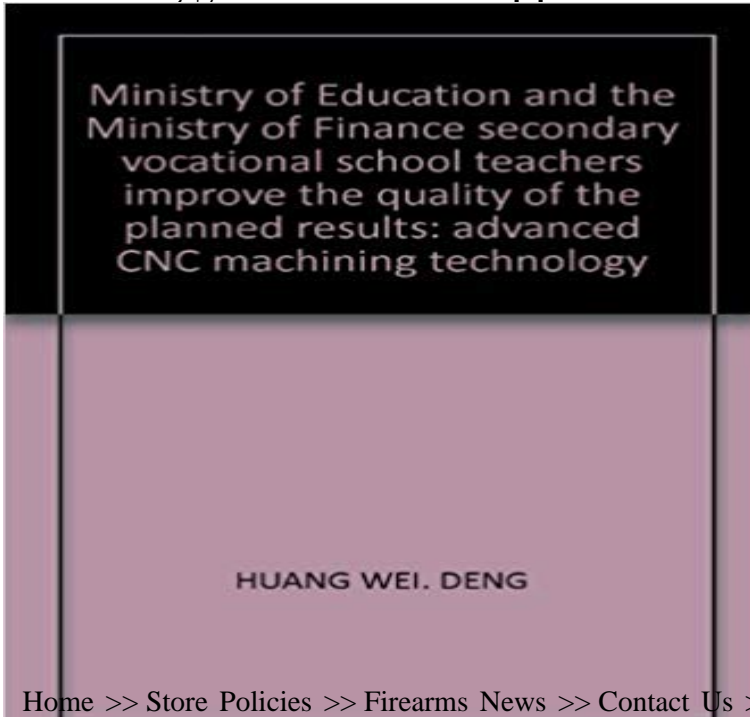 Ministry of Education and the
Ministry of Finance secondary
vocational school teachers
improve the quality of the
planned results: advanced
CNC machining technology
HUANG WEI. DENG
Home >> Store Policies >> Firearms News >> Contact Us